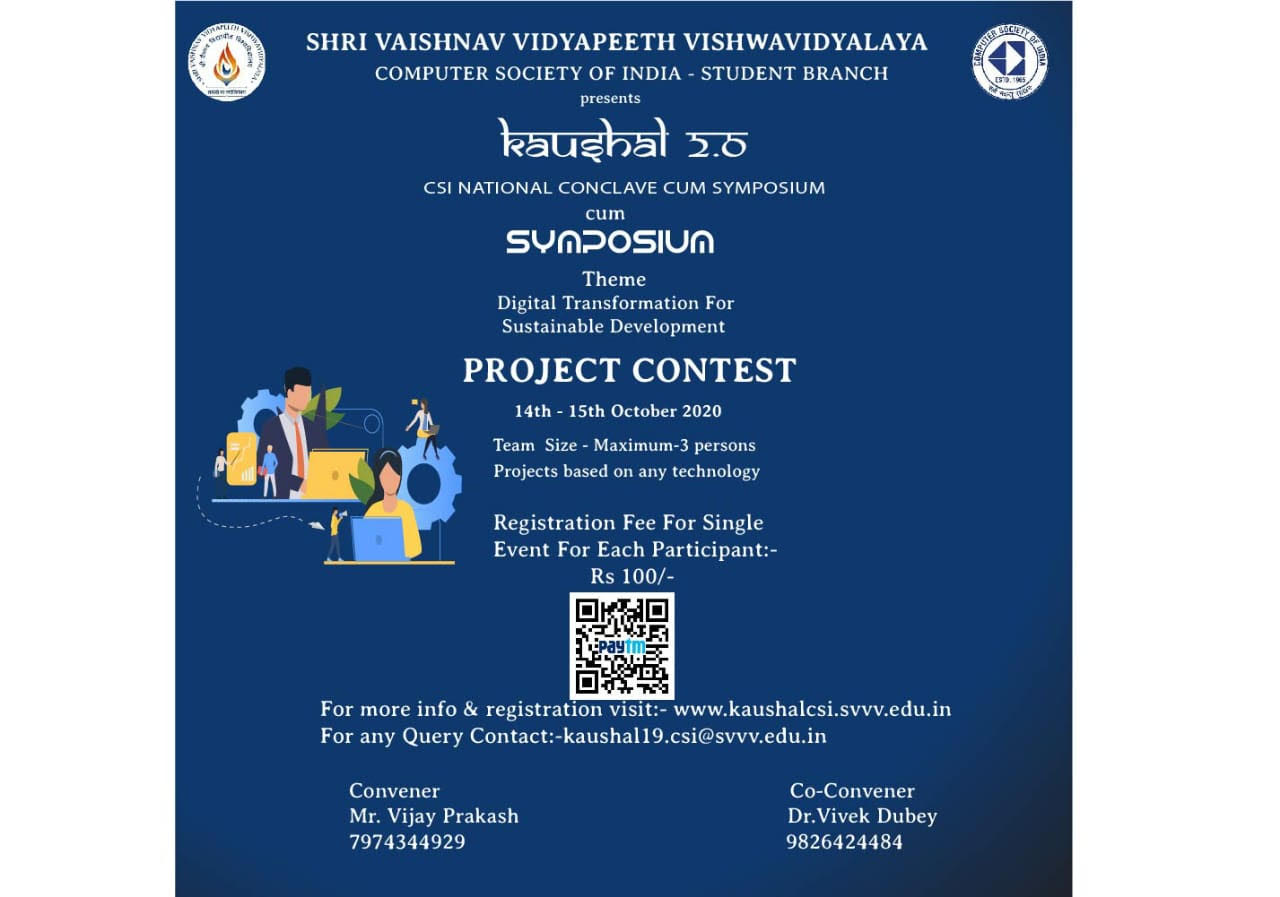 SHRI VAISHNAV VIDYAPEETH VISHWAVIDYALAYA
COMPUTER SOCIETY OF INDIA - STUDENT BRANCH
presents
kaushal 2.0
CSI NATIONAL CONCLAVE CUM SYMPOSIUM
cum
SYMPOSIUM
Theme
Digital Transformation For
Sustainable Development
PROJECT CONTEST
14th - 15th October 2020
Team Size - Maximum-3 persons
Projects based on any technology
Registration Fee For Single
Event For Each Participant:-
Rs 100/-
paytm
For more info & registration visit:- www.kaushalcsi.svvv.edu.in
For any Query Contact:-kaushal19.csi@svvv.edu.in
Convener
Mr. Vijay Prakash
7974344929
Co-Convener
Dr.Vivek Dubey
9826424484
SHRI VAISHNAV VIDYAPEETH VISHWAVIDYALAYA
COMPUTER SOCIETY OF INDIA
ESTD. 1965